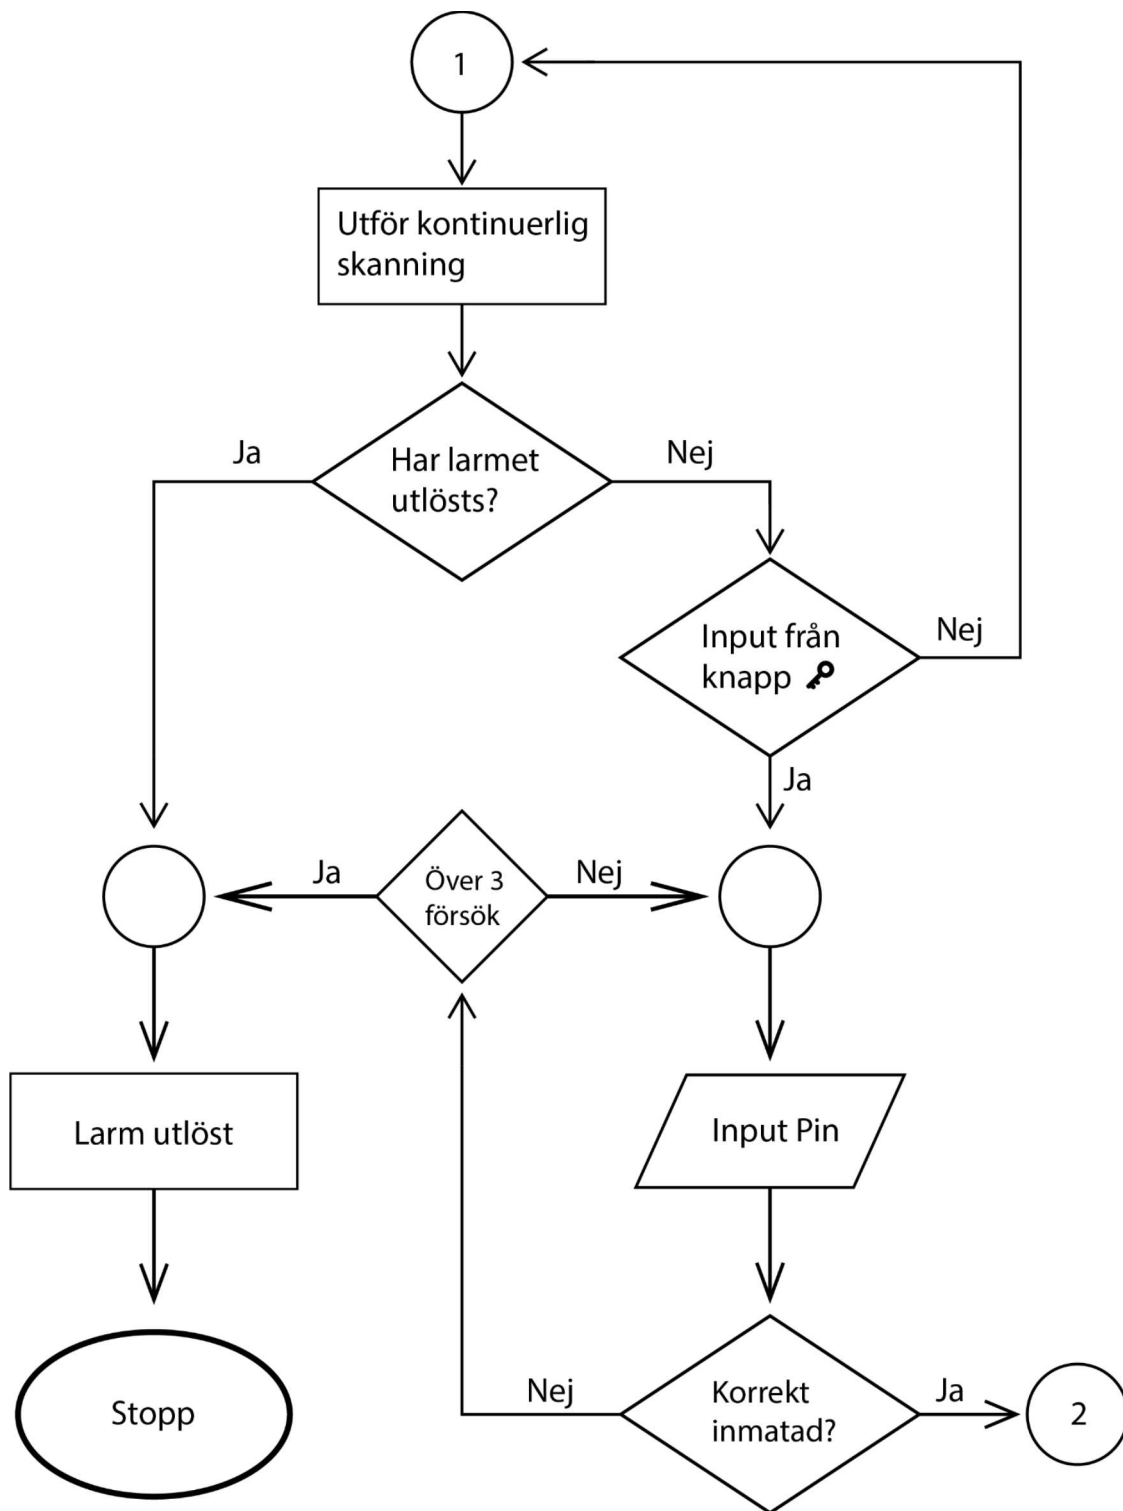 1
Utför kontinuerlig
skanning
Ja
Har larmet
utlösts?
Nej
Input från
knapp
Nej
Ja
Ja
Över 3
försök
Nej
Larm utlöst
Input Pin
Stopp
Nej
Korrekt
inmatad?
Ja
2